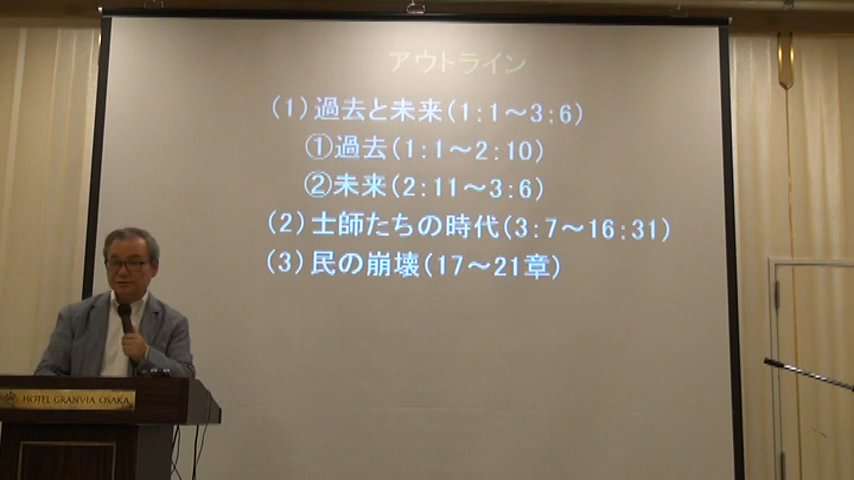 アウトライン
(1)過去と未来(1:1～3:6)
①過去(1:1～2:10)
②未来(2:11～3:6)
(2)士師たちの時代(3:7～16:31)
(3)民の崩壊(17～21章)
HOTEL GRANVIA OSAKA